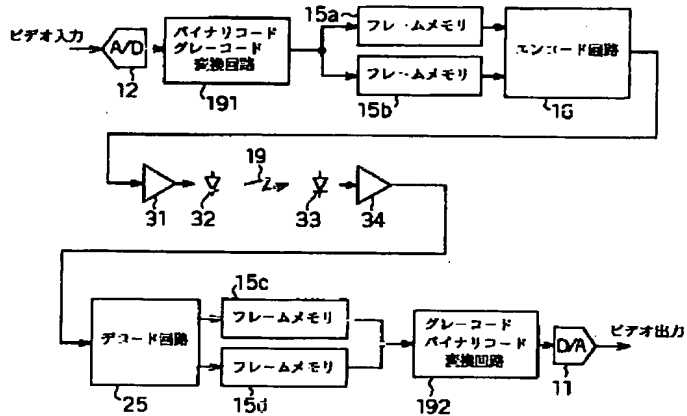 ビデオ入力
A/D
12
バイナリコード
グレーコード
変換回路
191
15a
フレームメモリ
フレームメモリ
15b
エンコード回路
16
31
32
19
33
34
デコード回路
25
15c
フレームメモリ
フレームメモリ
15d
グレーコード
バイナリコード
変換回路
192
D/A
11
ビデオ出力